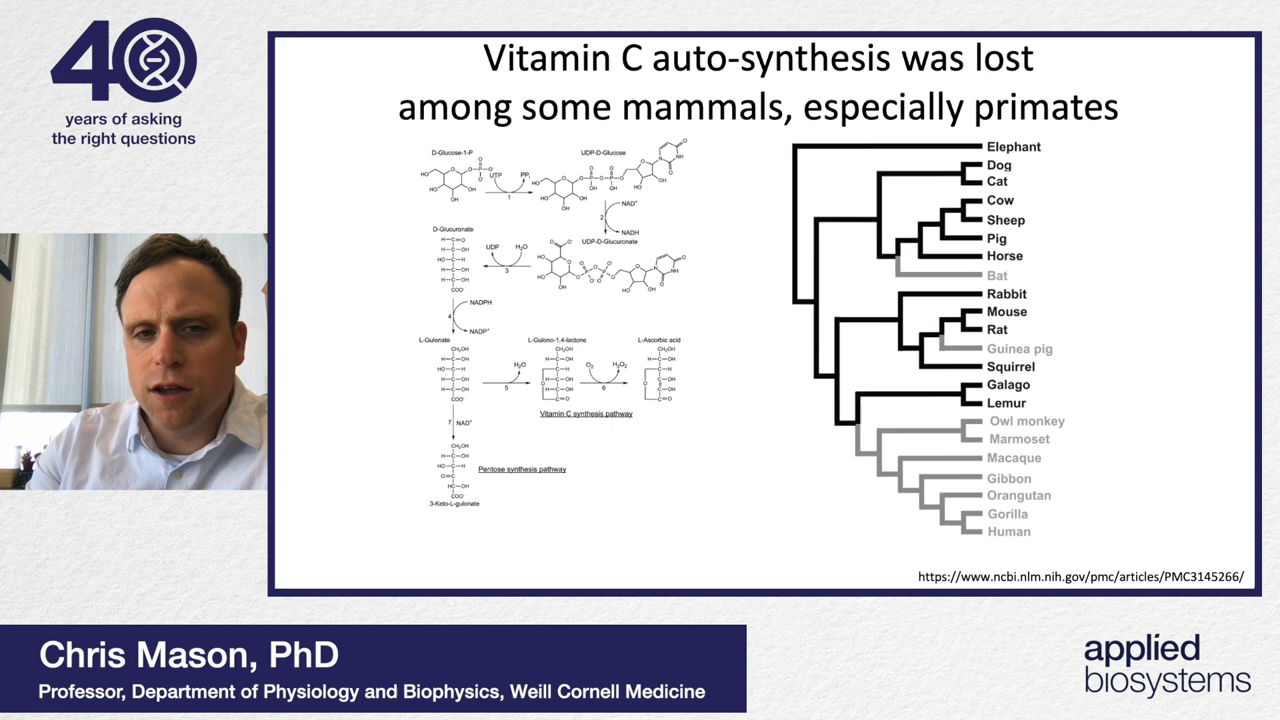 40
years of asking
the right questions
Vitamin C auto-synthesis was lost
among some mammals, especially primates
D-Glucose-1-P
UDP-D-Glucose
UTP
PPi
1
NAD⁺
2
NADH
UDP-D-Glucuronate
D-Glucuronate
UDP
H₂O
3
NADPH
4
NADP⁺
L-Gulonate
L-Gulono-1,4-lactone
L-Ascorbic acid
H₂O
5
O₂
H₂O₂
6
Vitamin C synthesis pathway
7
NAD⁺
Pentose synthesis pathway
3-Keto-L-gulonate
Elephant
Dog
Cat
Cow
Sheep
Pig
Horse
Bat
Rabbit
Mouse
Rat
Guinea pig
Squirrel
Galago
Lemur
Owl monkey
Marmoset
Macaque
Gibbon
Orangutan
Gorilla
Human
https://www.ncbi.nlm.nih.gov/pmc/articles/PMC3145266/
Chris Mason, PhD
Professor, Department of Physiology and Biophysics, Weill Cornell Medicine
applied
biosystems